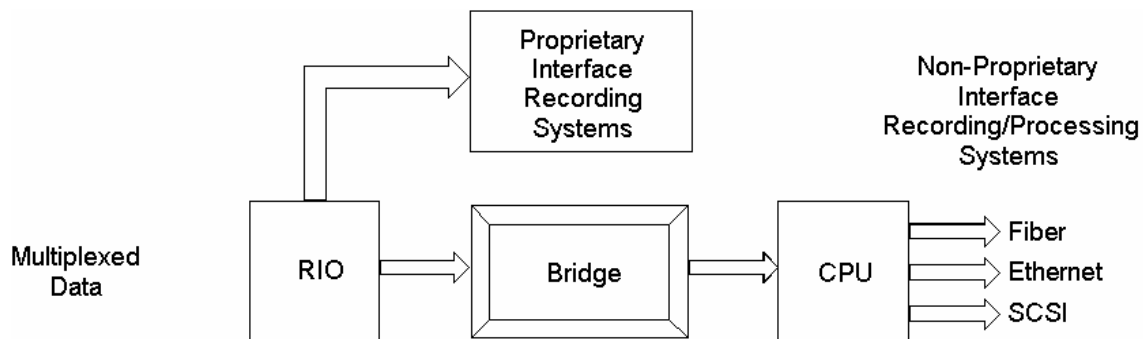 Proprietary
Interface
Recording
Systems
Non-Proprietary
Interface
Recording/Processing
Systems
Multiplexed
Data
RIO
Bridge
CPU
Fiber
Ethernet
SCSI